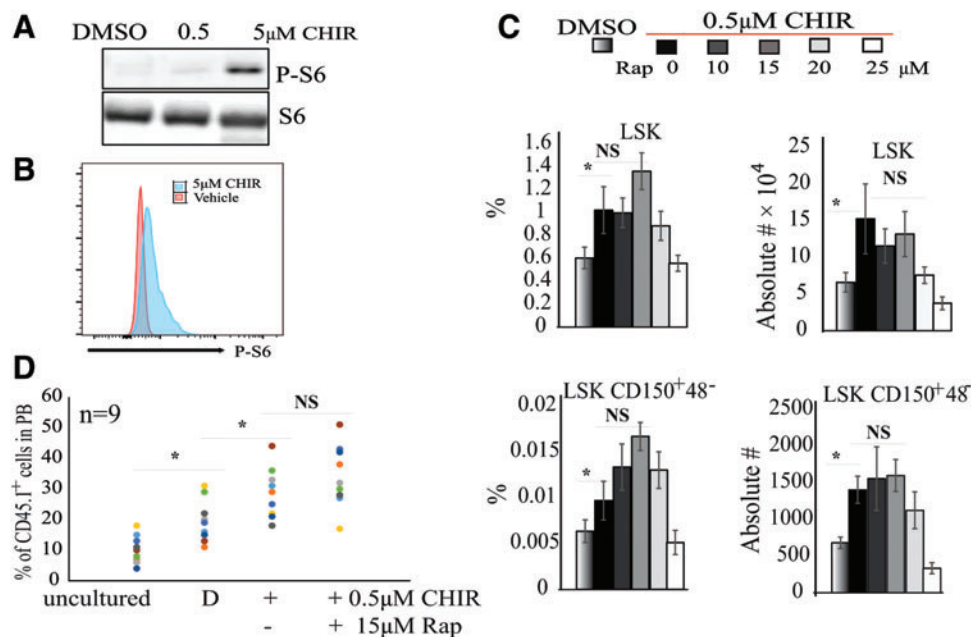 A
DMSO 0.5 5μM CHIR
P-S6
S6
B
5μM CHIR
Vehicle
P-S6
C
DMSO 0.5μM CHIR
Rap 0 10 15 20 25 μM
LSK
NS
*
%
1.6
1.4
1.2
1
0.8
0.6
0.4
0.2
0
LSK
NS
*
Absolute # × 10⁴
25
20
15
10
5
0
LSK CD150⁺48⁻
NS
*
%
0.02
0.015
0.01
0.005
0
LSK CD150⁺48⁻
NS
*
Absolute #
2500
2000
1500
1000
500
0
D
n=9
NS
*
*
% of CD45.1⁺ cells in PB
60
50
40
30
20
10
0
uncultured D + + 0.5μM CHIR
- + 15μM Rap